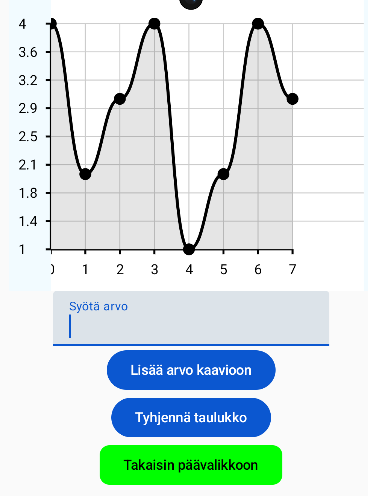 4
3.6
3.2
2.9
2.5
2.1
1.8
1.4
1
0 1 2 3 4 5 6 7
Syötä arvo
Lisää arvo kaavioon
Tyhjennä taulukko
Takaisin päävalikkoon